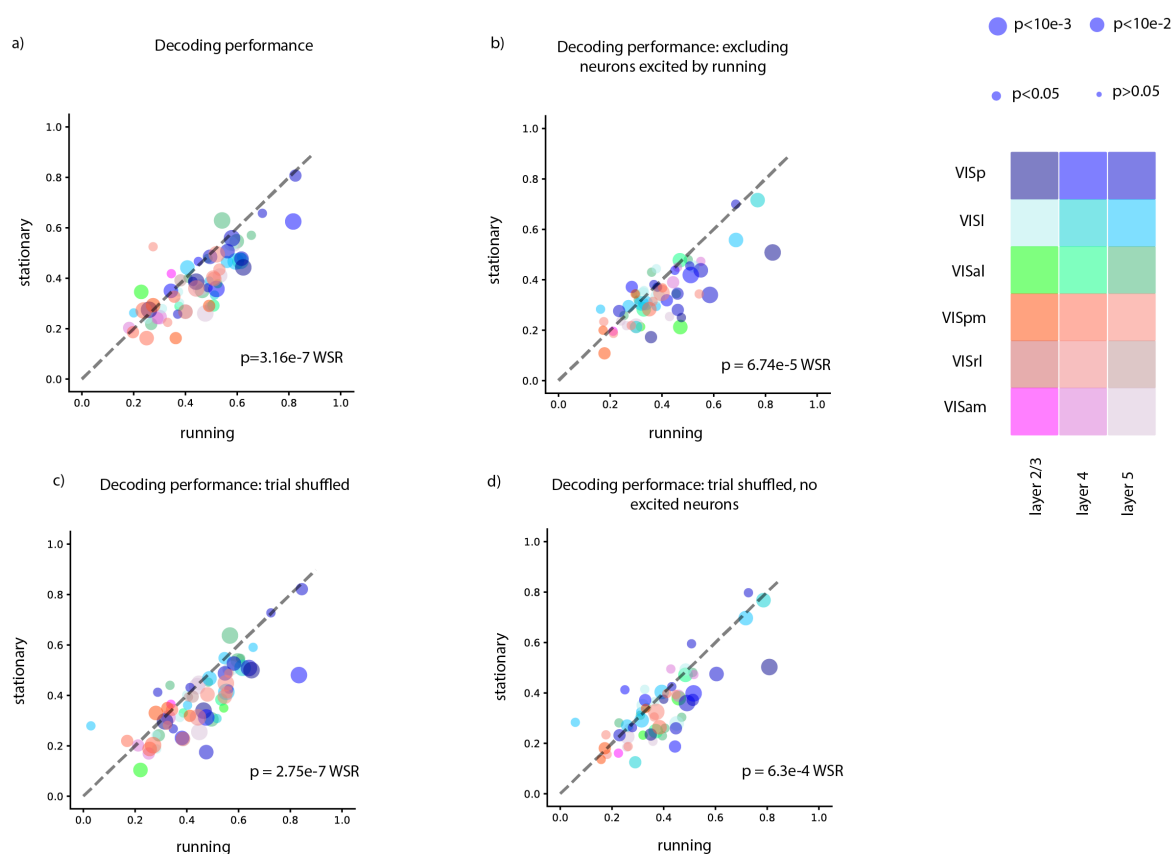 a)
Decoding performance
1.0
0.8
0.6
0.4
0.2
0.0
stationary
0.0 0.2 0.4 0.6 0.8 1.0
running
p=3.16e-7 WSR
b)
Decoding performance: excluding
neurons excited by running
1.0
0.8
0.6
0.4
0.2
0.0
stationary
0.0 0.2 0.4 0.6 0.8 1.0
running
p = 6.74e-5 WSR
p<10e-3 p<10e-2
p<0.05 p>0.05
VISp
VISl
VISal
VISpm
VISrl
VISam
layer 2/3
layer 4
layer 5
c)
Decoding performance: trial shuffled
1.0
0.8
0.6
0.4
0.2
0.0
stationary
0.0 0.2 0.4 0.6 0.8 1.0
running
p = 2.75e-7 WSR
d)
Decoding performace: trial shuffled, no
excited neurons
1.0
0.8
0.6
0.4
0.2
0.0
stationary
0.0 0.2 0.4 0.6 0.8 1.0
running
p = 6.3e-4 WSR